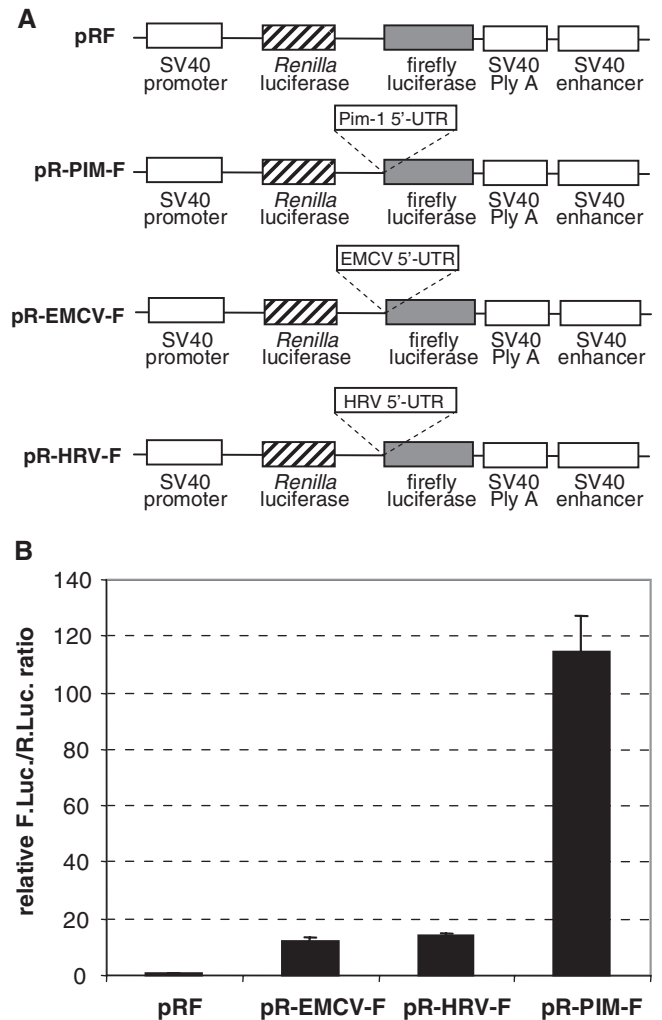 A
pRF
SV40 promoter
Renilla luciferase
firefly luciferase
SV40 Ply A
SV40 enhancer
Pim-1 5'-UTR
pR-PIM-F
SV40 promoter
Renilla luciferase
firefly luciferase
SV40 Ply A
SV40 enhancer
EMCV 5'-UTR
pR-EMCV-F
SV40 promoter
Renilla luciferase
firefly luciferase
SV40 Ply A
SV40 enhancer
HRV 5'-UTR
pR-HRV-F
SV40 promoter
Renilla luciferase
firefly luciferase
SV40 Ply A
SV40 enhancer
B
relative F.Luc./R.Luc. ratio
140
120
100
80
60
40
20
0
pRF
pR-EMCV-F
pR-HRV-F
pR-PIM-F